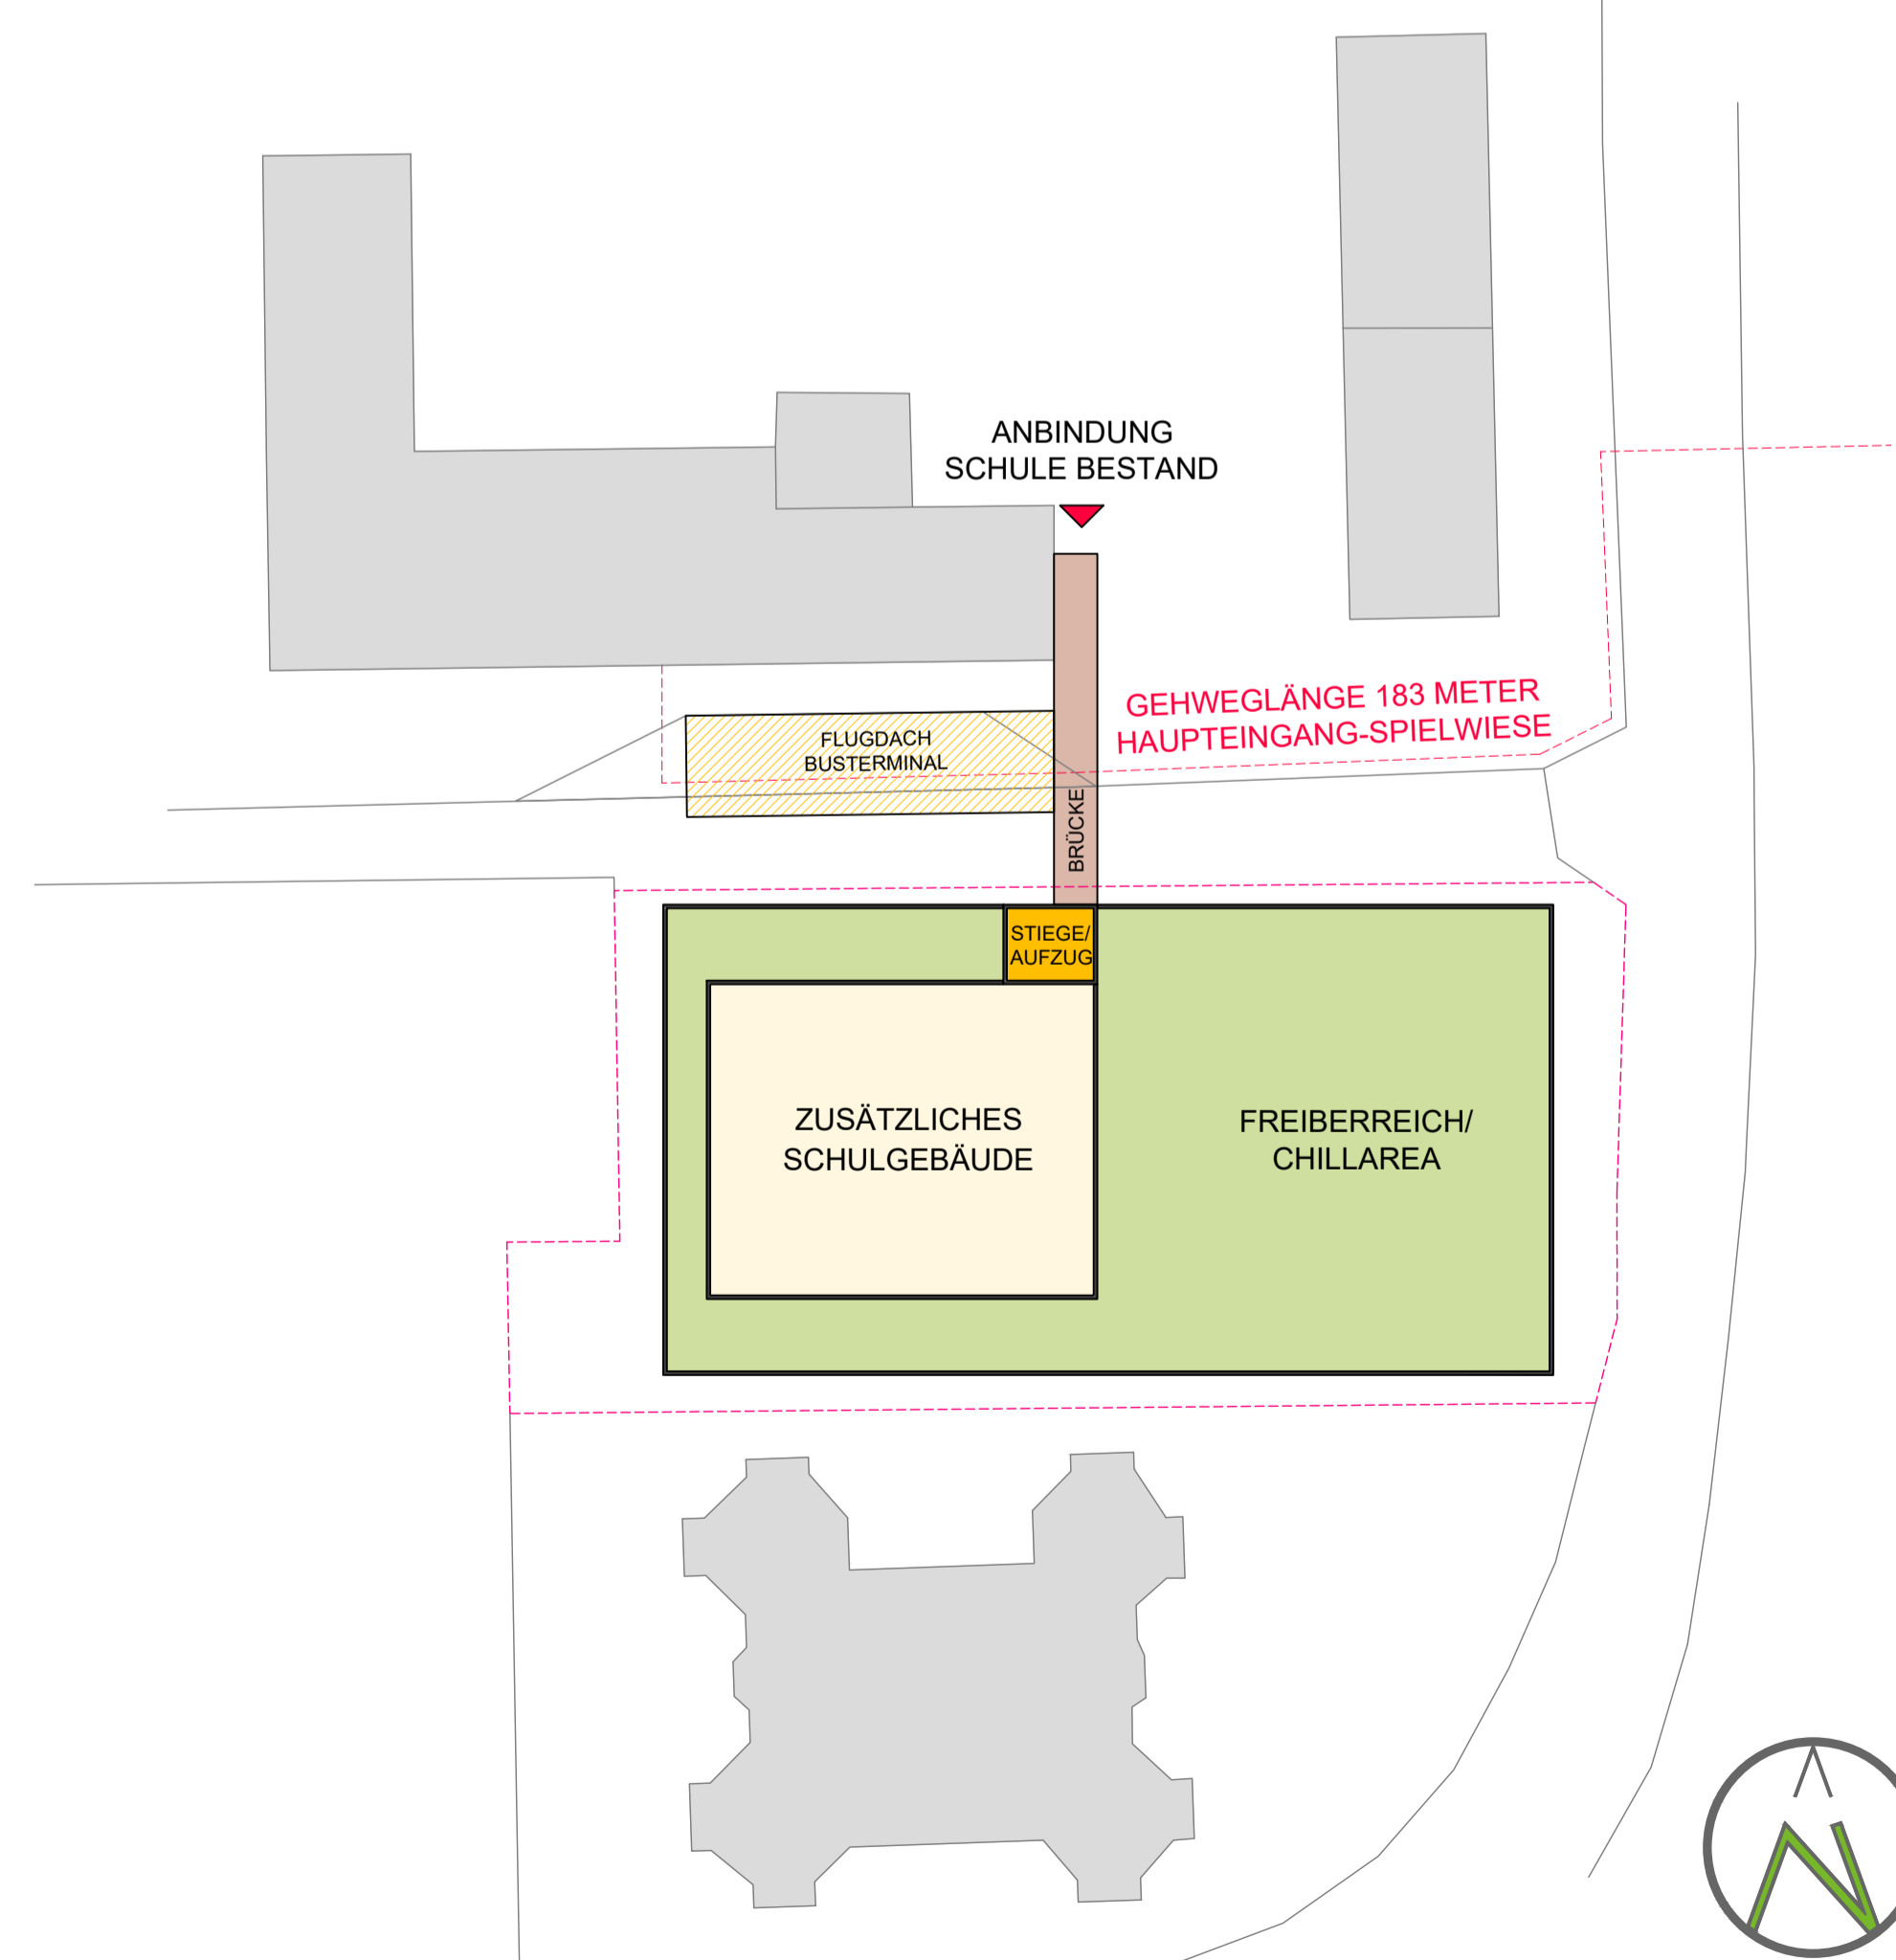 ANBINDUNG
SCHULE BESTAND
GEHWEGLÄNGE 183 METER
HAUPTEINGANG-SPIELWIESE
FLUGDACH
BUSTERMINAL
BRÜCKE
STIEGE/
AUFZUG
ZUSÄTZLICHES
SCHULGEBÄUDE
FREIBERREICH/
CHILLAREA
N